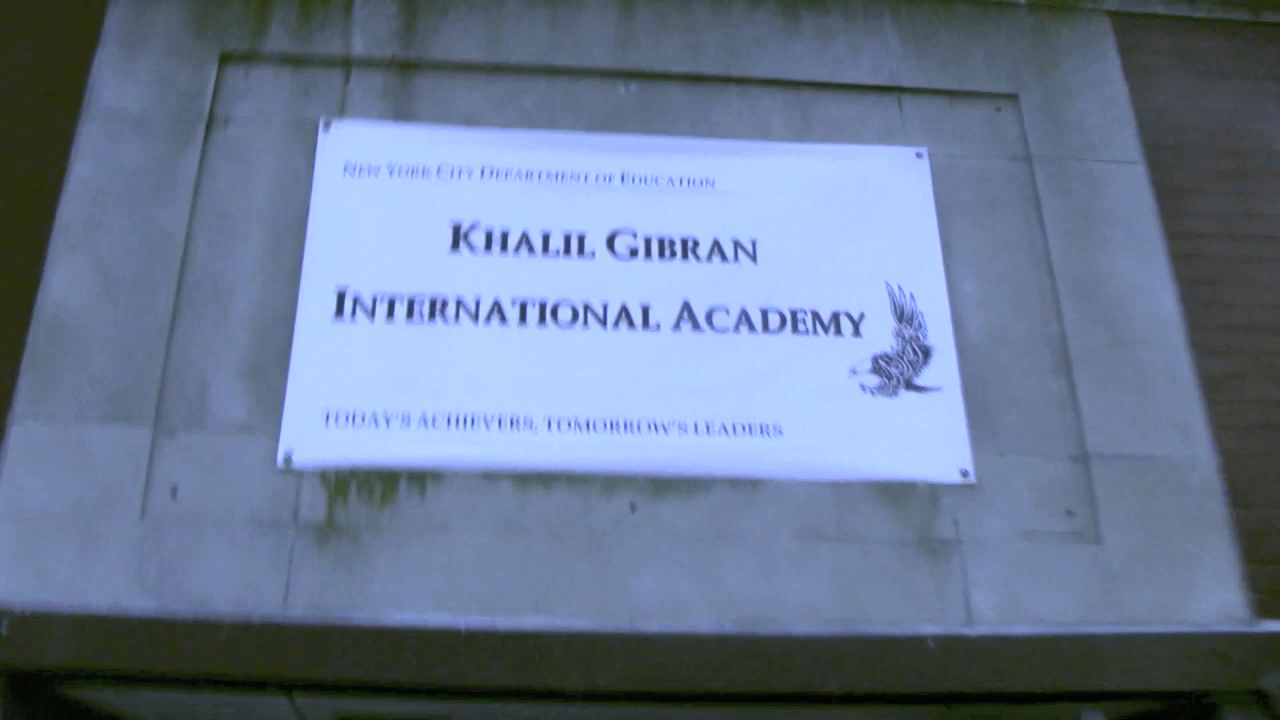 NEW YORK CITY DEPARTMENT OF EDUCATION
KHALIL GIBRAN
INTERNATIONAL ACADEMY
TODAY'S ACHIEVERS, TOMORROW'S LEADERS